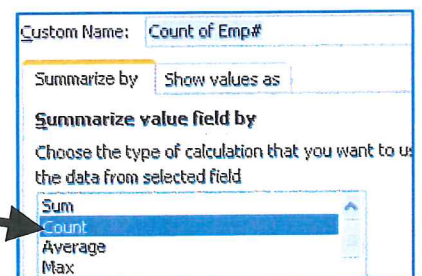 Custom Name: Count of Emp#
Summarize by Show values as
Summarize value field by
Choose the type of calculation that you want to
the data from selected field
Sum
Count
Average
Max